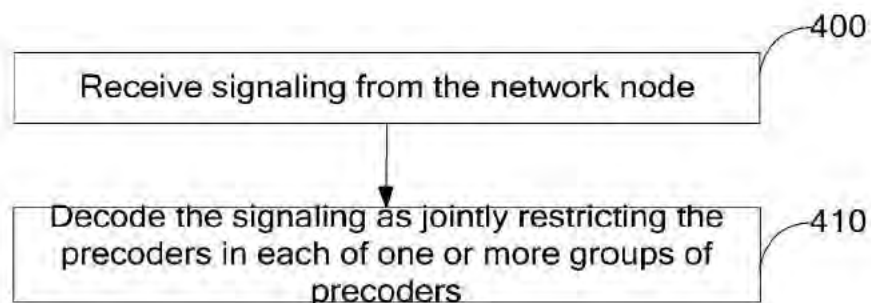 400
Receive signaling from the network node
Decode the signaling as jointly restricting the
precoders in each of one or more groups of
precoders
410